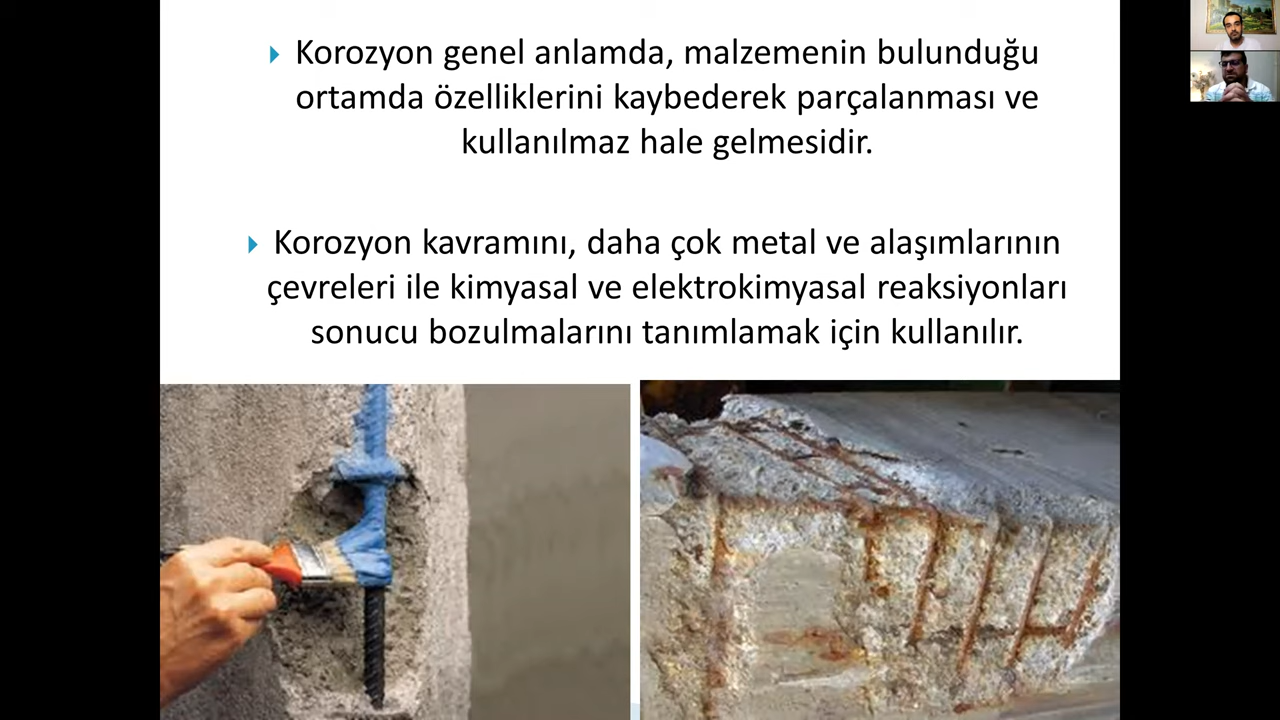 Korozyon genel anlamda, malzemenin bulunduğu
ortamda özelliklerini kaybederek parçalanması ve
kullanılmaz hale gelmesidir.
Korozyon kavramını, daha çok metal ve alaşımlarının
çevreleri ile kimyasal ve elektrokimyasal reaksiyonları
sonucu bozulmalarını tanımlamak için kullanılır.